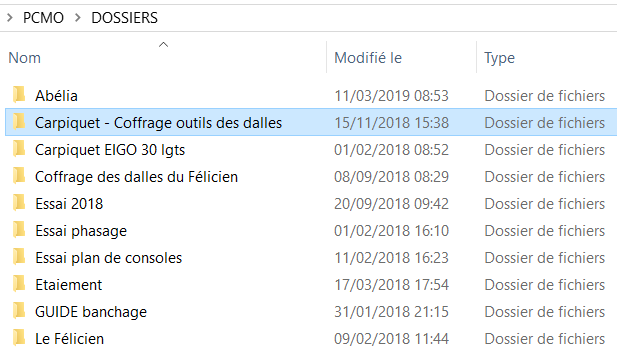 PCMO DOSSIERS
Nom Modifié le Type
Abélia 11/03/2019 08:53 Dossier de fichiers
Carpiquet - Coffrage outils des dalles 15/11/2018 15:38 Dossier de fichiers
Carpiquet EIGO 30 lgts 01/02/2018 08:52 Dossier de fichiers
Coffrage des dalles du Félicien 08/09/2018 08:29 Dossier de fichiers
Essai 2018 20/09/2018 09:42 Dossier de fichiers
Essai phasage 01/02/2018 16:10 Dossier de fichiers
Essai plan de consoles 11/02/2018 16:23 Dossier de fichiers
Etaiement 17/03/2018 17:54 Dossier de fichiers
GUIDE banchage 31/01/2018 21:15 Dossier de fichiers
Le Félicien 09/02/2018 11:44 Dossier de fichiers